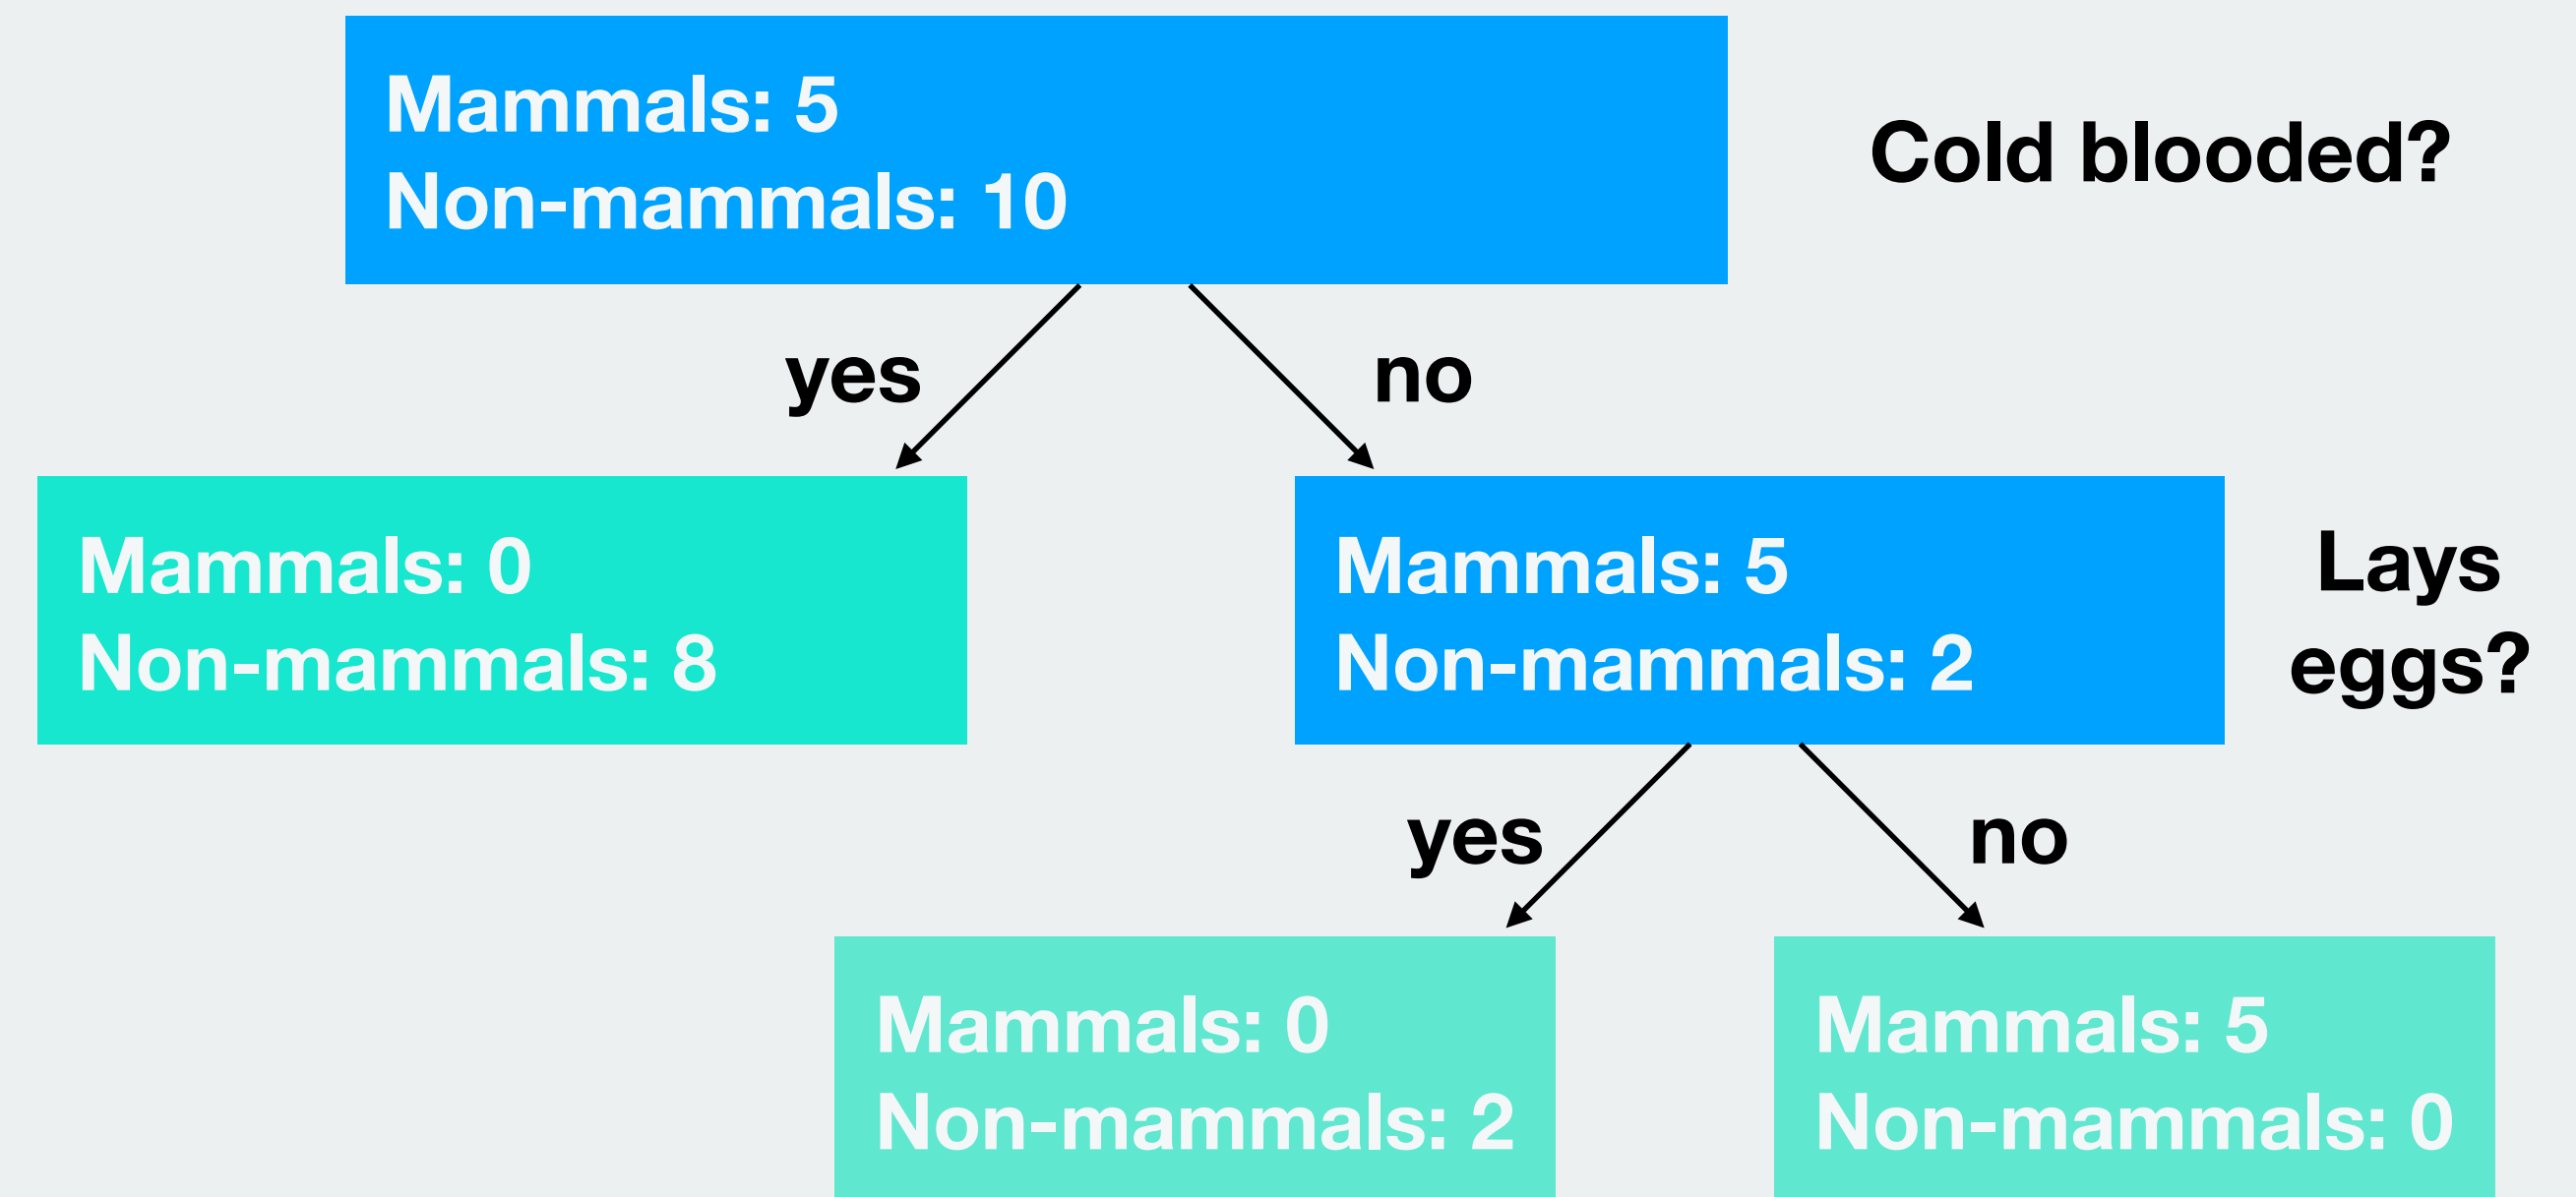 Mammals: 5
Non-mammals: 10
Cold blooded?
yes
no
Mammals: 0
Non-mammals: 8
Mammals: 5
Non-mammals: 2
Lays
eggs?
yes
no
Mammals: 0
Non-mammals: 2
Mammals: 5
Non-mammals: 0